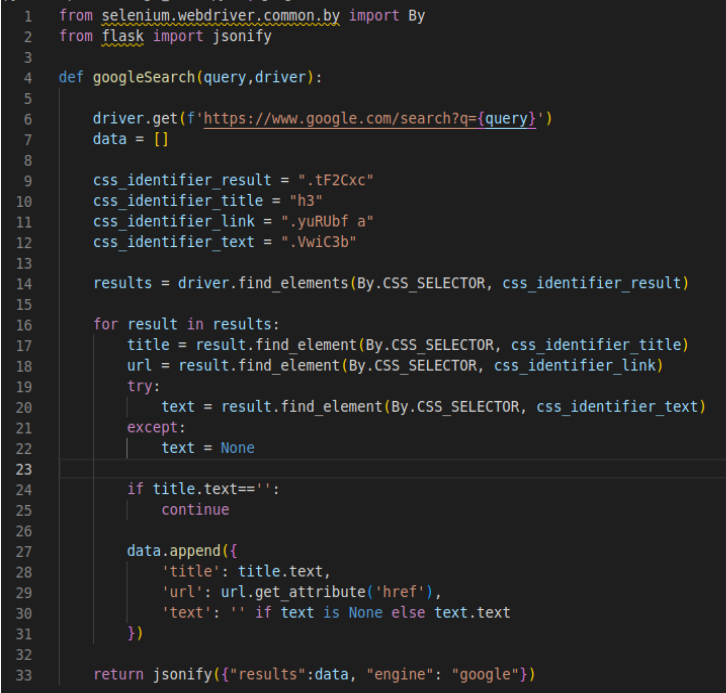 1 from selenium.webdriver.common.by import By
2 from flask import jsonify
3
4 def googleSearch(query,driver):
5
6     driver.get(f'https://www.google.com/search?q={query}')
7     data = []
8
9     css_identifier_result = ".tF2Cxc"
10     css_identifier_title = "h3"
11     css_identifier_link = ".yuRUbf a"
12     css_identifier_text = ".VwiC3b"
13
14     results = driver.find_elements(By.CSS_SELECTOR, css_identifier_result)
15
16     for result in results:
17         title = result.find_element(By.CSS_SELECTOR, css_identifier_title)
18         url = result.find_element(By.CSS_SELECTOR, css_identifier_link)
19         try:
20             text = result.find_element(By.CSS_SELECTOR, css_identifier_text)
21         except:
22             text = None
23
24         if title.text=='':
25             continue
26
27         data.append({
28             'title': title.text,
29             'url': url.get_attribute('href'),
30             'text': '' if text is None else text.text
31         })
32
33     return jsonify({"results":data, "engine": "google"})